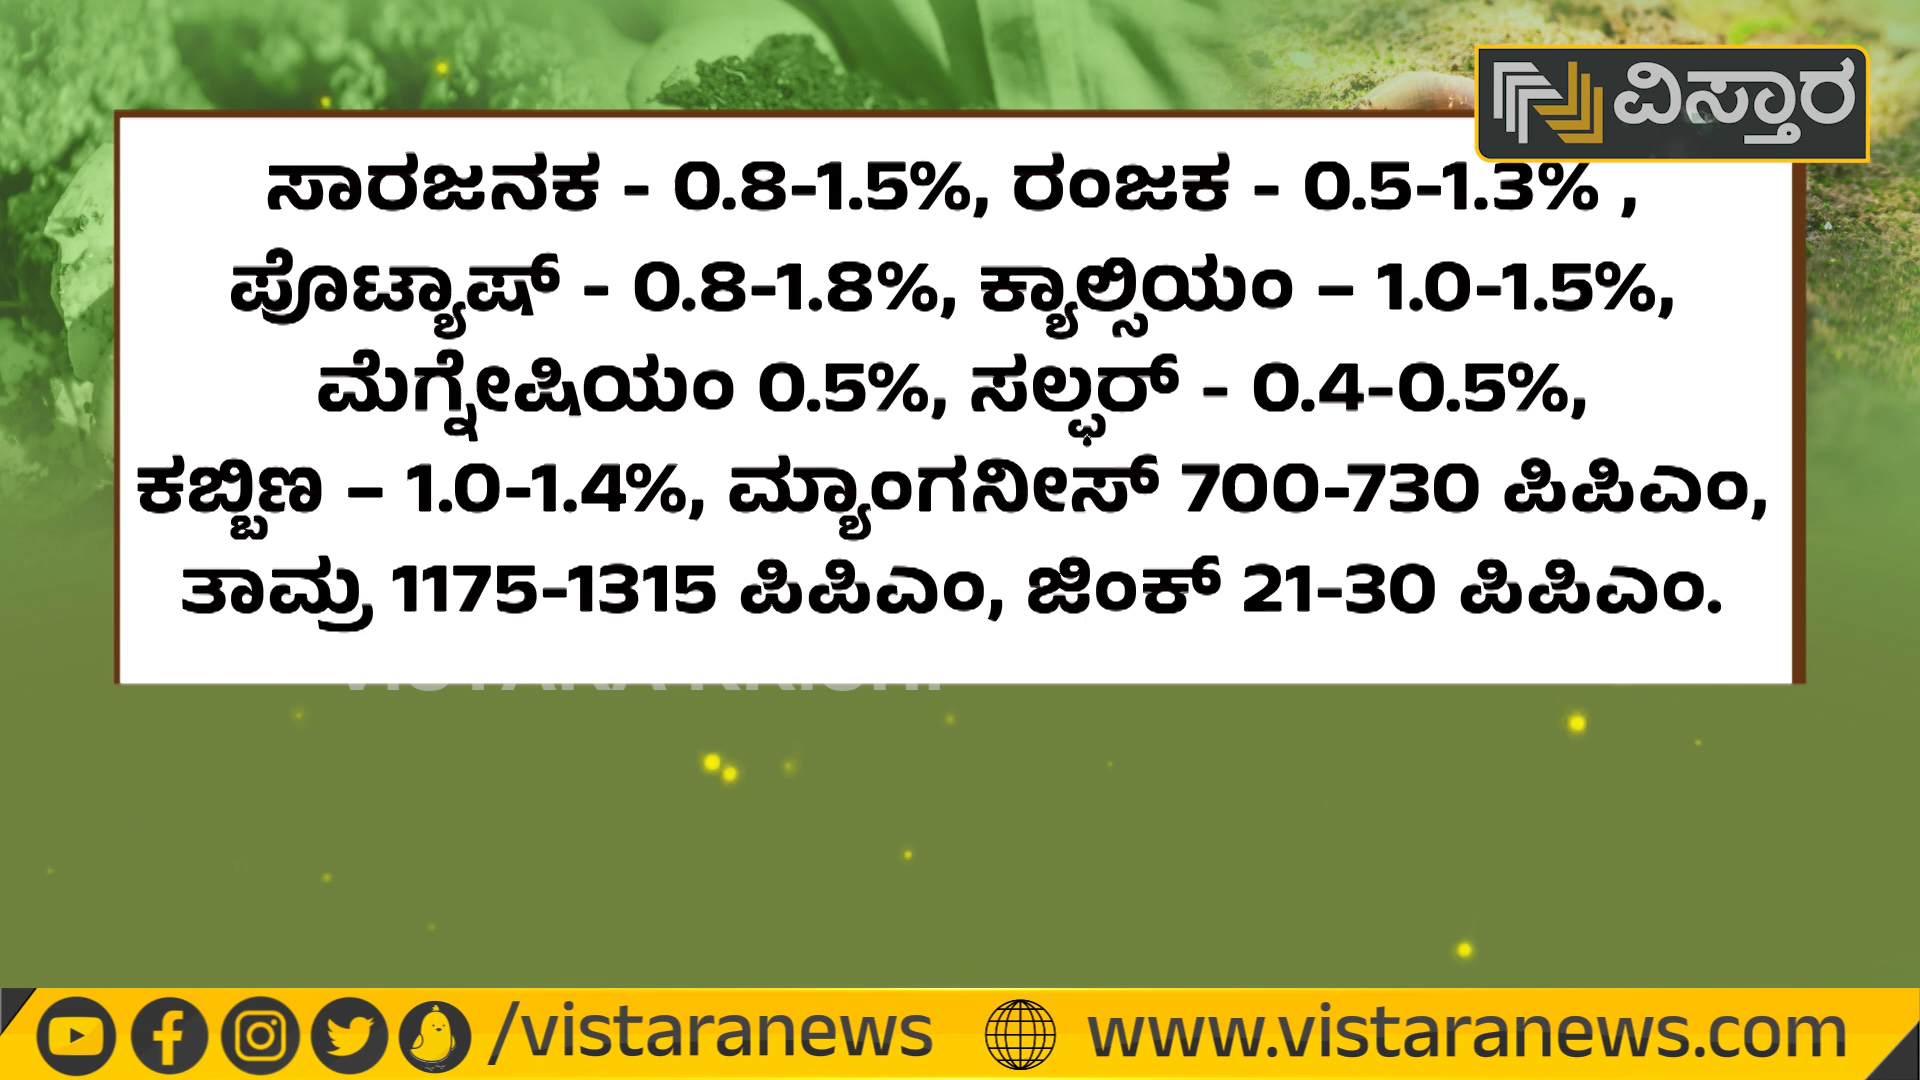 ವಿಸ್ತಾರ
ಸಾರಜನಕ - 0.8-1.5%, ರಂಜಕ - 0.5-1.3% ,
ಪೊಟ್ಯಾಷ್ - 0.8-1.8%, ಕ್ಯಾಲ್ಸಿಯಂ – 1.0-1.5%,
ಮೆಗ್ನೇಷಿಯಂ 0.5%, ಸಲ್ಫರ್ - 0.4-0.5%,
ಕಬ್ಬಿಣ – 1.0-1.4%, ಮ್ಯಾಂಗನೀಸ್ 700-730 ಪಿಪಿಎಂ,
ತಾಮ್ರ 1175-1315 ಪಿಪಿಎಂ, ಜಿಂಕ್ 21-30 ಪಿಪಿಎಂ.
/vistaranews www.vistaranews.com